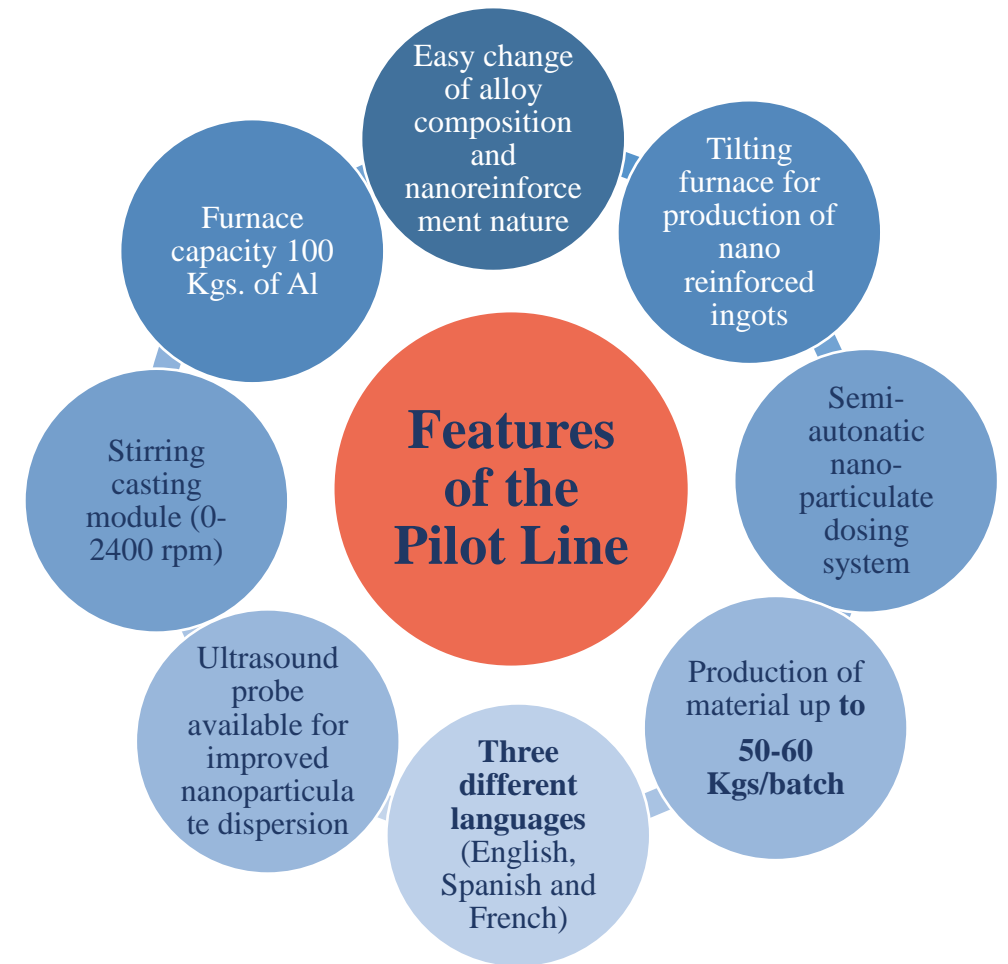 Easy change
of alloy
composition
and
nanoreinforce
ment nature
Tilting
furnace for
production of
nano
reinforced
ingots
Semi-
autonatic
nano-
particulate
dosing
system
Production of
material up to
50-60
Kgs/batch
Three
different
languages
(English,
Spanish and
French)
Ultrasound
probe
available for
improved
nanoparticula
te dispersion
Stirring
casting
module (0-
2400 rpm)
Furnace
capacity 100
Kgs. of Al
Features
of the
Pilot Line